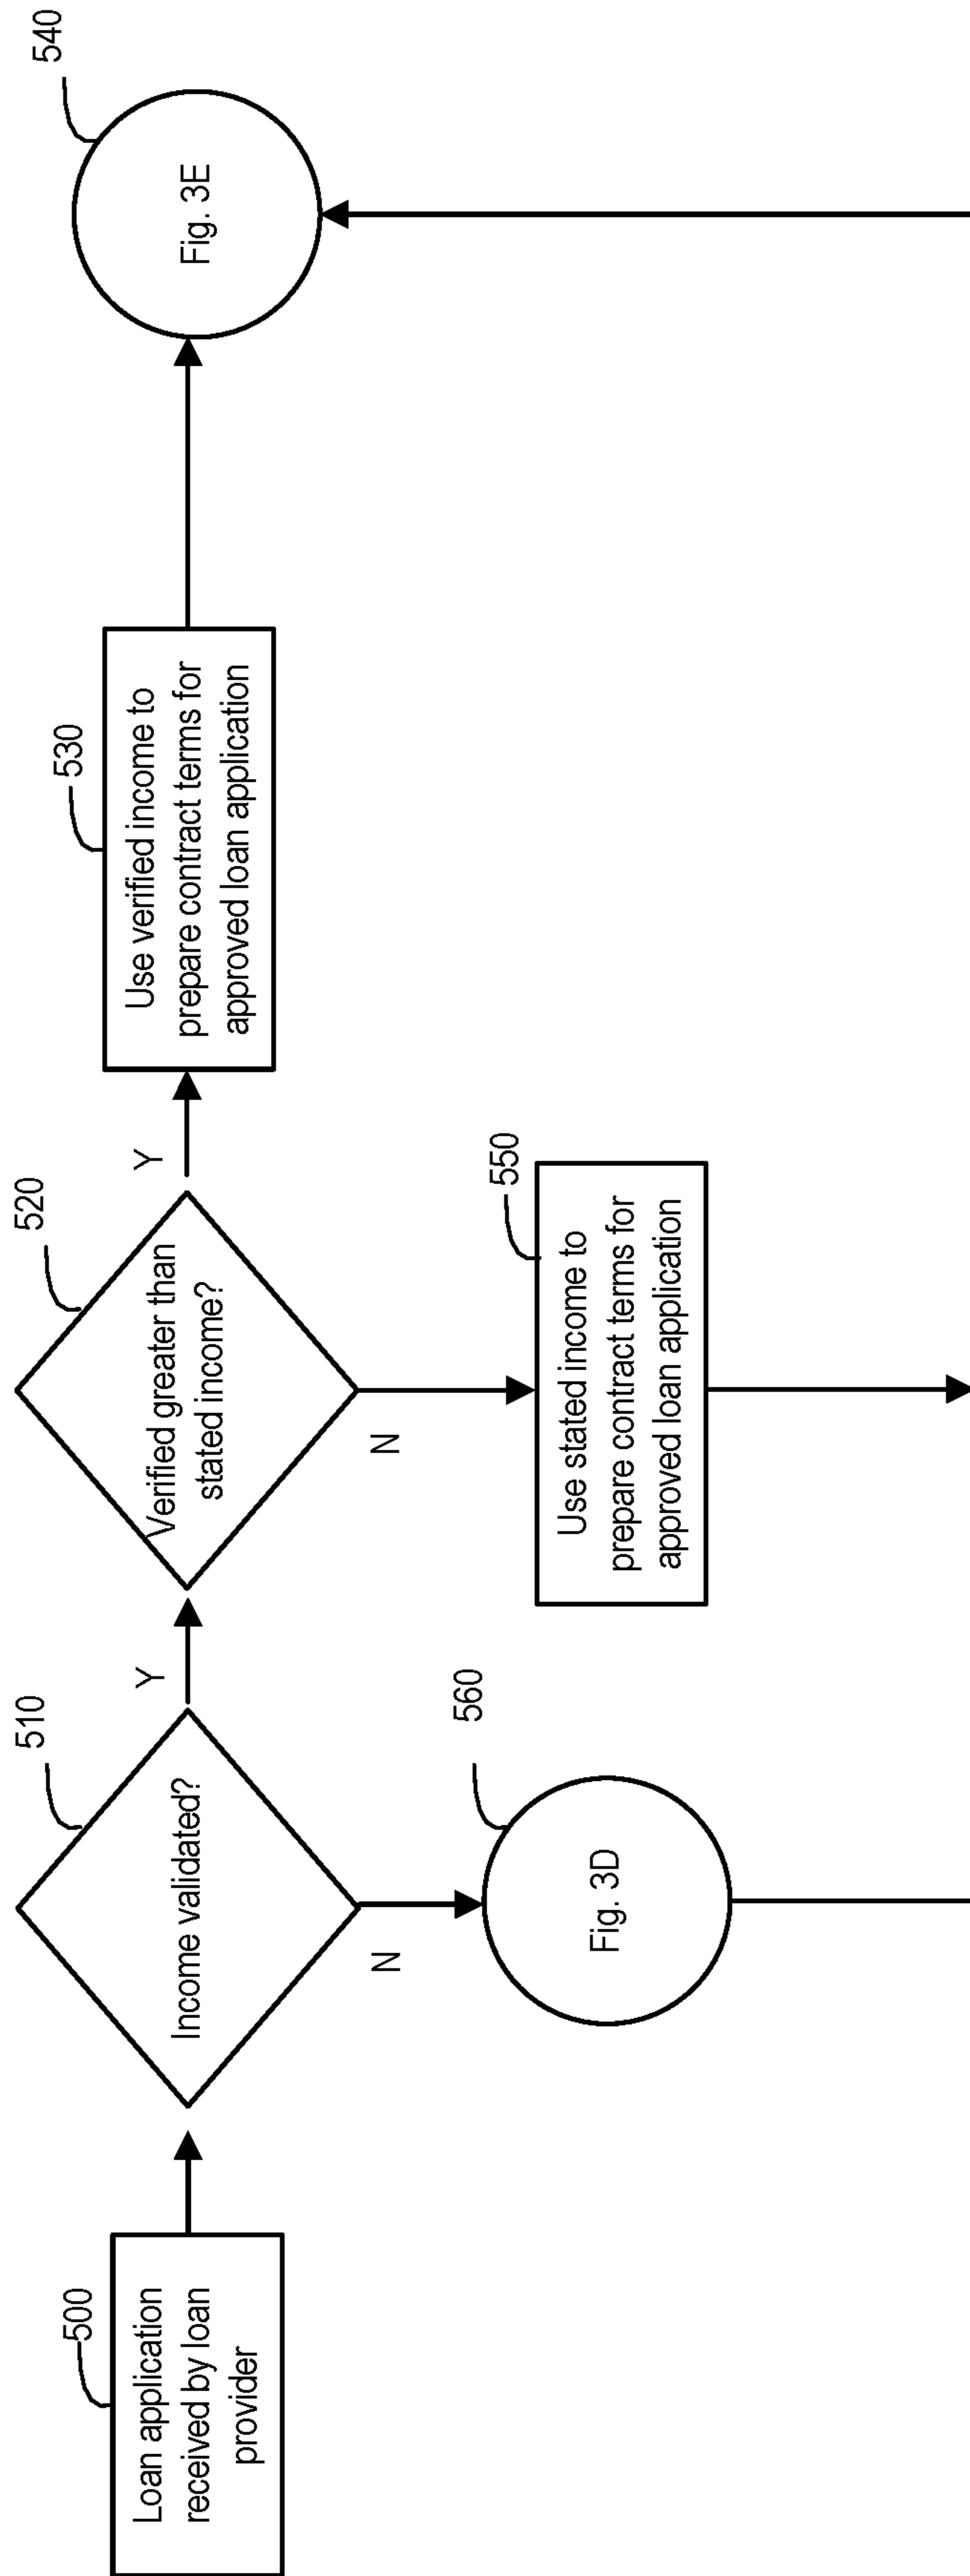 500
Loan application
received by loan
provider
510
Income validated?
Y
N
520
Verified greater than
stated income?
Y
N
530
Use verified income to
prepare contract terms for
approved loan application
540
Fig. 3E
560
Fig. 3D
550
Use stated income to
prepare contract terms for
approved loan application